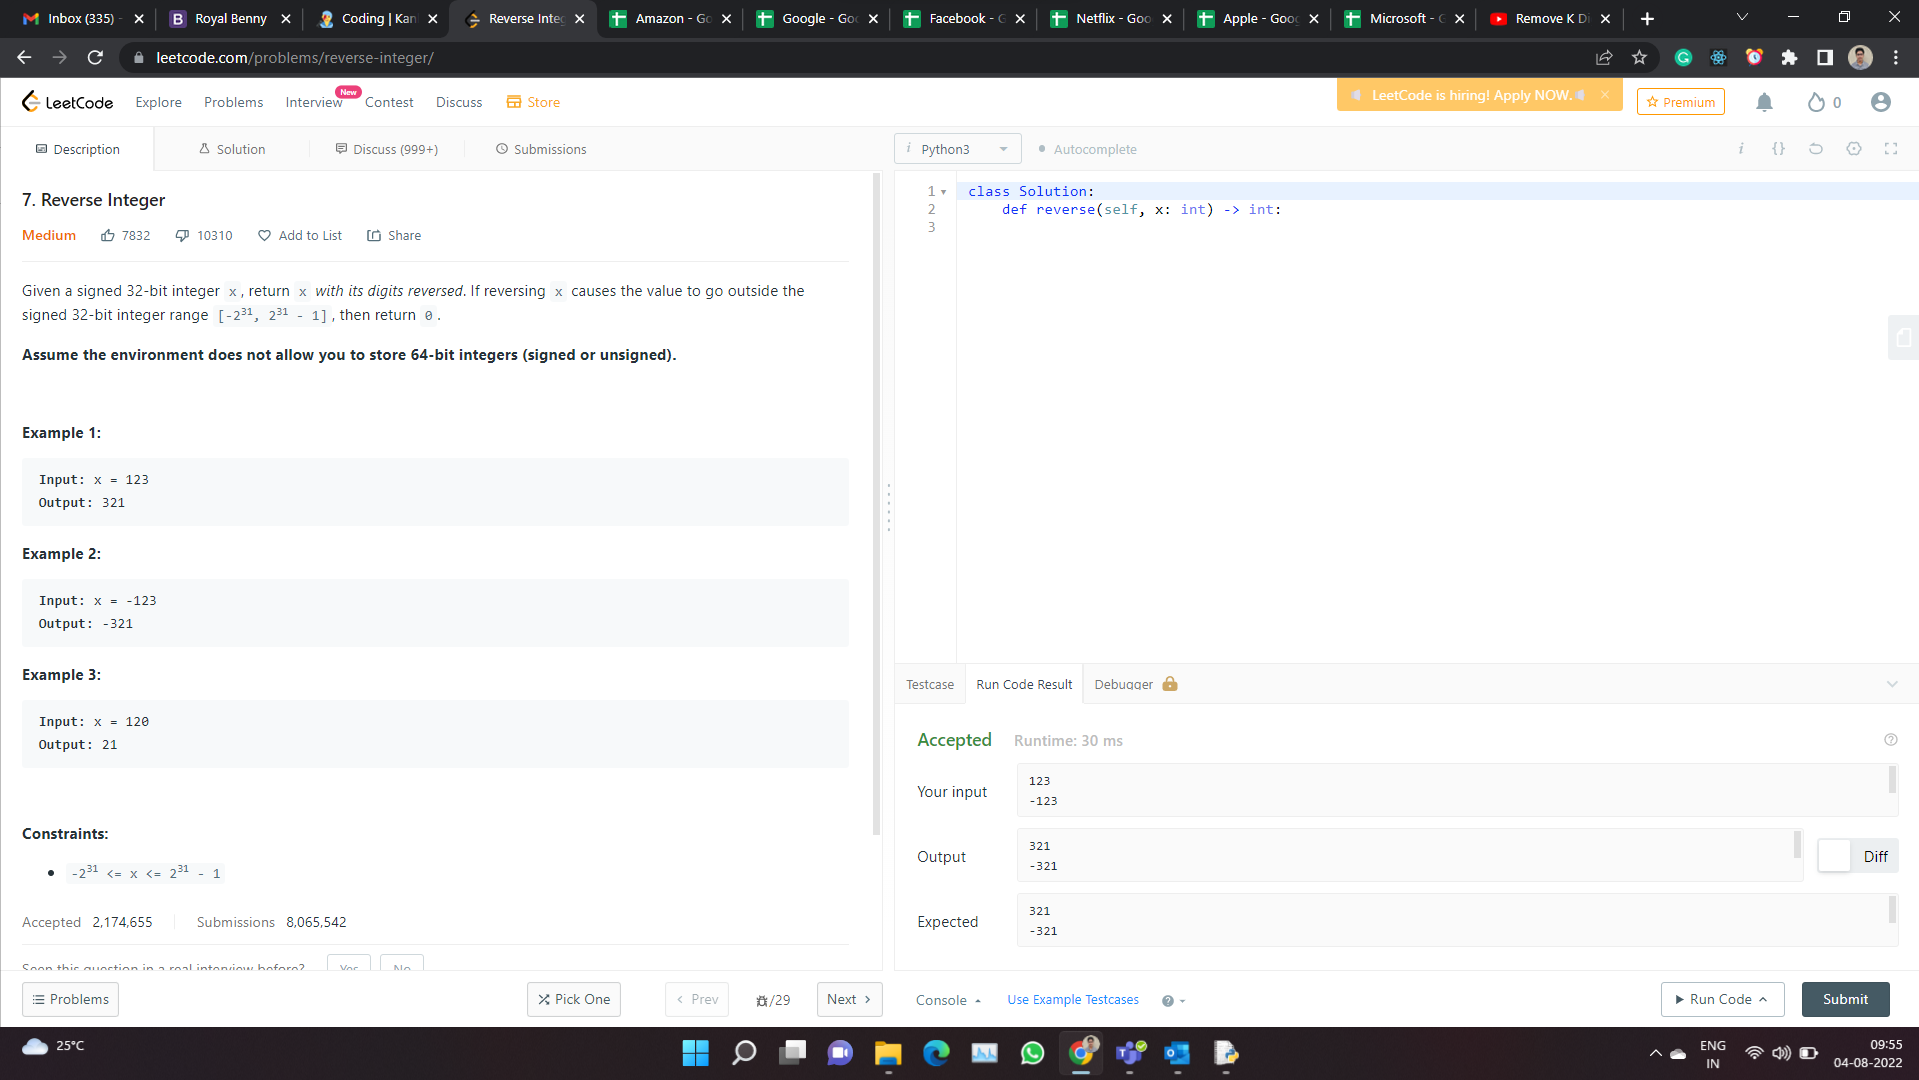 Inbox (335) -
Royal Benny
Coding | Kan
Reverse Integ
Amazon - Go
Google - Goo
Facebook - G
Netflix - Goo
Apple - Goog
Microsoft - G
Remove K Di
leetcode.com/problems/reverse-integer/
LeetCode
Explore
Problems
Interview
New
Contest
Discuss
Store
LeetCode is hiring! Apply NOW.
Premium
0
Description
Solution
Discuss (999+)
Submissions
i Python3
Autocomplete
7. Reverse Integer
Medium
7832
10310
Add to List
Share
Given a signed 32-bit integer x, return x with its digits reversed. If reversing x causes the value to go outside the
signed 32-bit integer range [-2³¹, 2³¹ - 1], then return 0.
Assume the environment does not allow you to store 64-bit integers (signed or unsigned).
Example 1:
Input: x = 123
Output: 321
Example 2:
Input: x = -123
Output: -321
Example 3:
Input: x = 120
Output: 21
Constraints:
-2³¹ <= x <= 2³¹ - 1
Accepted 2,174,655
Submissions 8,065,542
Seen this question in a real interview before?
Yes
No
Problems
Pick One
Prev
/29
Next
1 class Solution:
2 def reverse(self, x: int) -> int:
3
Testcase
Run Code Result
Debugger
Accepted
Runtime: 30 ms
Your input
123
-123
Output
321
-321
Diff
Expected
321
-321
Console
Use Example Testcases
Run Code
Submit
25°C
ENG
IN
09:55
04-08-2022